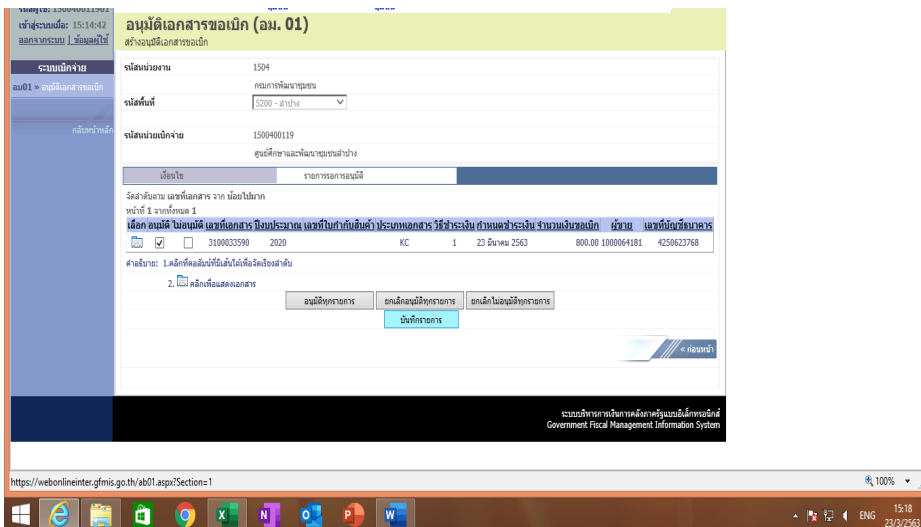 รหัสผู้ใช้: 150040011901
เข้าสู่ระบบเมื่อ: 15:14:42
ออกจากระบบ | ข้อมูลผู้ใช้
อนุมัติเอกสารขอเบิก (อม. 01)
สร้างอนุมัติเอกสารขอเบิก
ระบบเบิกจ่าย
อม01 » อนุมัติเอกสารขอเบิก
กลับหน้าหลัก
รหัสหน่วยงาน 1504
กรมการพัฒนาชุมชน
รหัสพื้นที่ 5200 - ลำปาง
รหัสหน่วยเบิกจ่าย 1500400119
ศูนย์ศึกษาและพัฒนาชุมชนลำปาง
เงื่อนไข รายการรอการอนุมัติ
จัดลำดับตาม เลขที่เอกสาร จาก น้อยไปมาก
หน้าที่ 1 จากทั้งหมด 1
เลือก อนุมัติ ไม่อนุมัติ เลขที่เอกสาร ปีงบประมาณ เลขที่ใบกำกับสินค้า ประเภทเอกสาร วิธีชำระเงิน กำหนดชำระเงิน จำนวนเงินขอเบิก ผู้ขาย เลขที่บัญชีธนาคาร
3100033590 2020 KC 1 23 มีนาคม 2563 800.00 1000064181 4250623768
คำอธิบาย: 1.คลิกที่คอลัมน์ที่มีเส้นใต้เพื่อจัดเรียงลำดับ
2. คลิกเพื่อแสดงเอกสาร
อนุมัติทุกรายการ ยกเลิกอนุมัติทุกรายการ ยกเลิกไม่อนุมัติทุกรายการ
บันทึกรายการ
« ก่อนหน้า
ระบบบริหารการเงินการคลังภาครัฐแบบอิเล็กทรอนิกส์
Government Fiscal Management Information System
https://webonlineinter.gfmis.go.th/ab01.aspx?Section=1
100%
ENG
15:18
23/3/2563